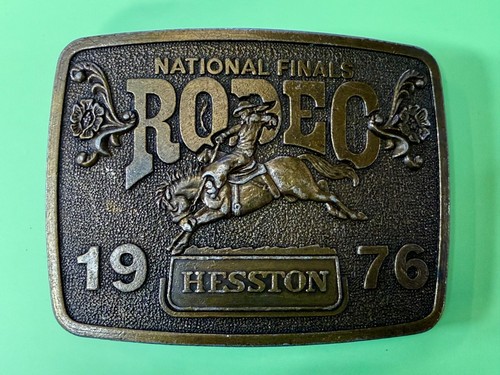 NATIONAL FINALS
RODEO
19 76
HESSTON